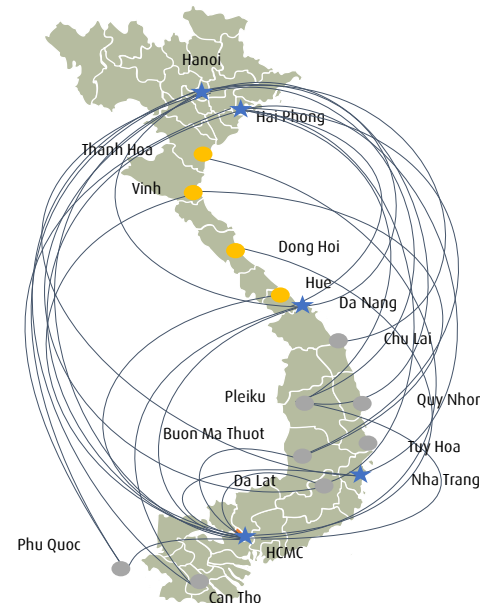 Hanoi
Hai Phong
Thanh Hoa
Vinh
Dong Hoi
Hue
Da Nang
Chu Lai
Pleiku
Quy Nhor
Buon Ma Thuot
Tuy Hoa
Da Lat
Nha Trang
Phu Quoc
HCMC
Can Tho